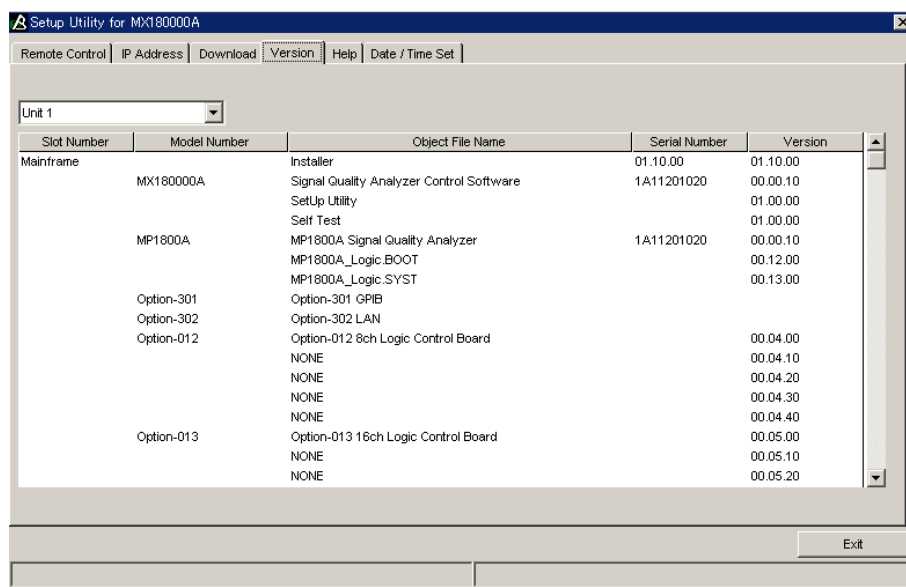 Setup Utility for MX180000A
Remote Control IP Address Download Version Help Date / Time Set
Unit 1
Slot Number Model Number Object File Name Serial Number Version
Mainframe Installer 01.10.00 01.10.00
MX180000A Signal Quality Analyzer Control Software 1A11201020 00.00.10
SetUp Utility 01.00.00
Self Test 01.00.00
MP1800A MP1800A Signal Quality Analyzer 1A11201020 00.00.10
MP1800A_Logic.BOOT 00.12.00
MP1800A_Logic.SYST 00.13.00
Option-301 Option-301 GPIB
Option-302 Option-302 LAN
Option-012 Option-012 8ch Logic Control Board 00.04.00
NONE 00.04.10
NONE 00.04.20
NONE 00.04.30
NONE 00.04.40
Option-013 Option-013 16ch Logic Control Board 00.05.00
NONE 00.05.10
NONE 00.05.20
Exit